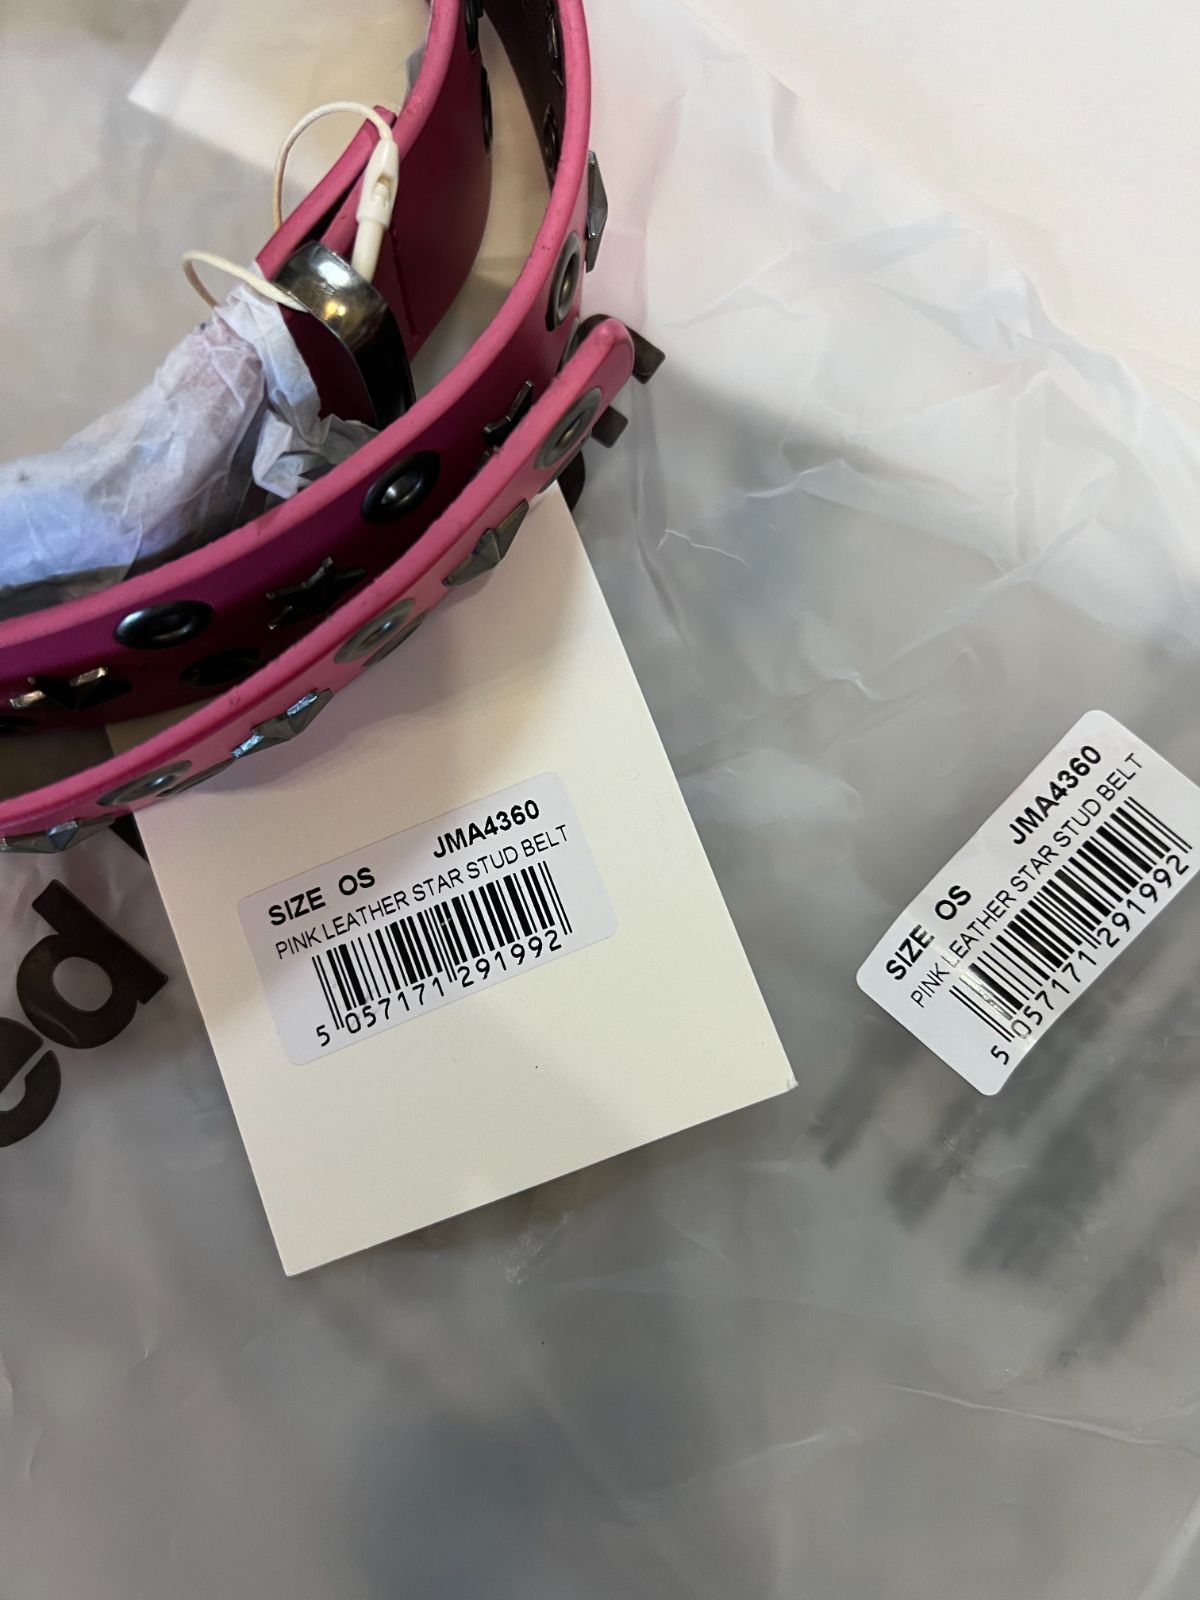 SIZE OS JMA4360
PINK LEATHER STAR STUD BELT
5 057171 291992
SIZE OS JMA4360
PINK LEATHER STAR STUD BELT
5 057171 291992
ed